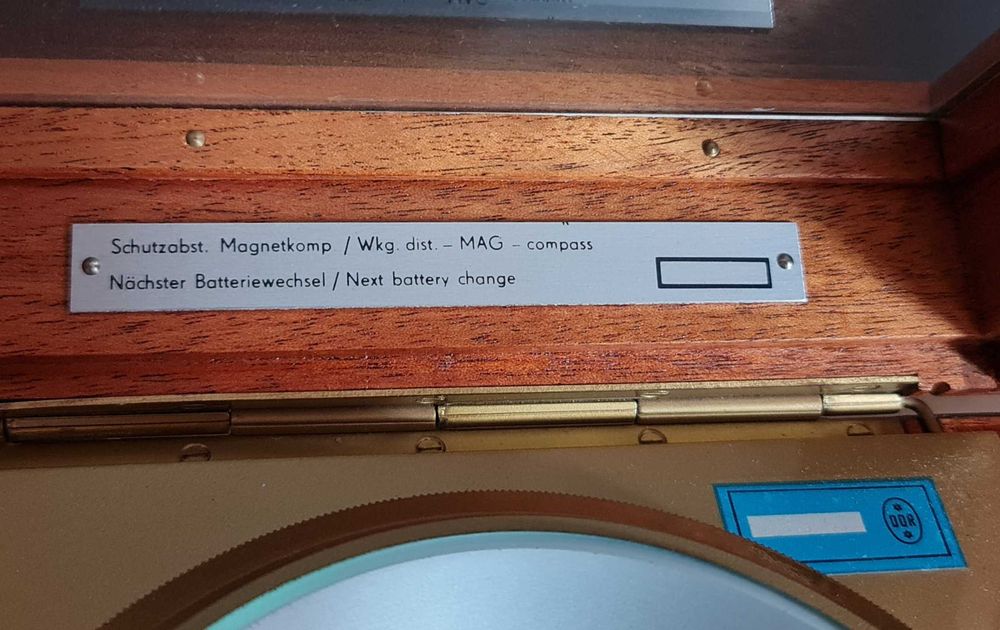 Schutzabst. Magnetkomp / Wkg. dist. – MAG – compass
Nächster Batteriewechsel / Next battery change
DDR